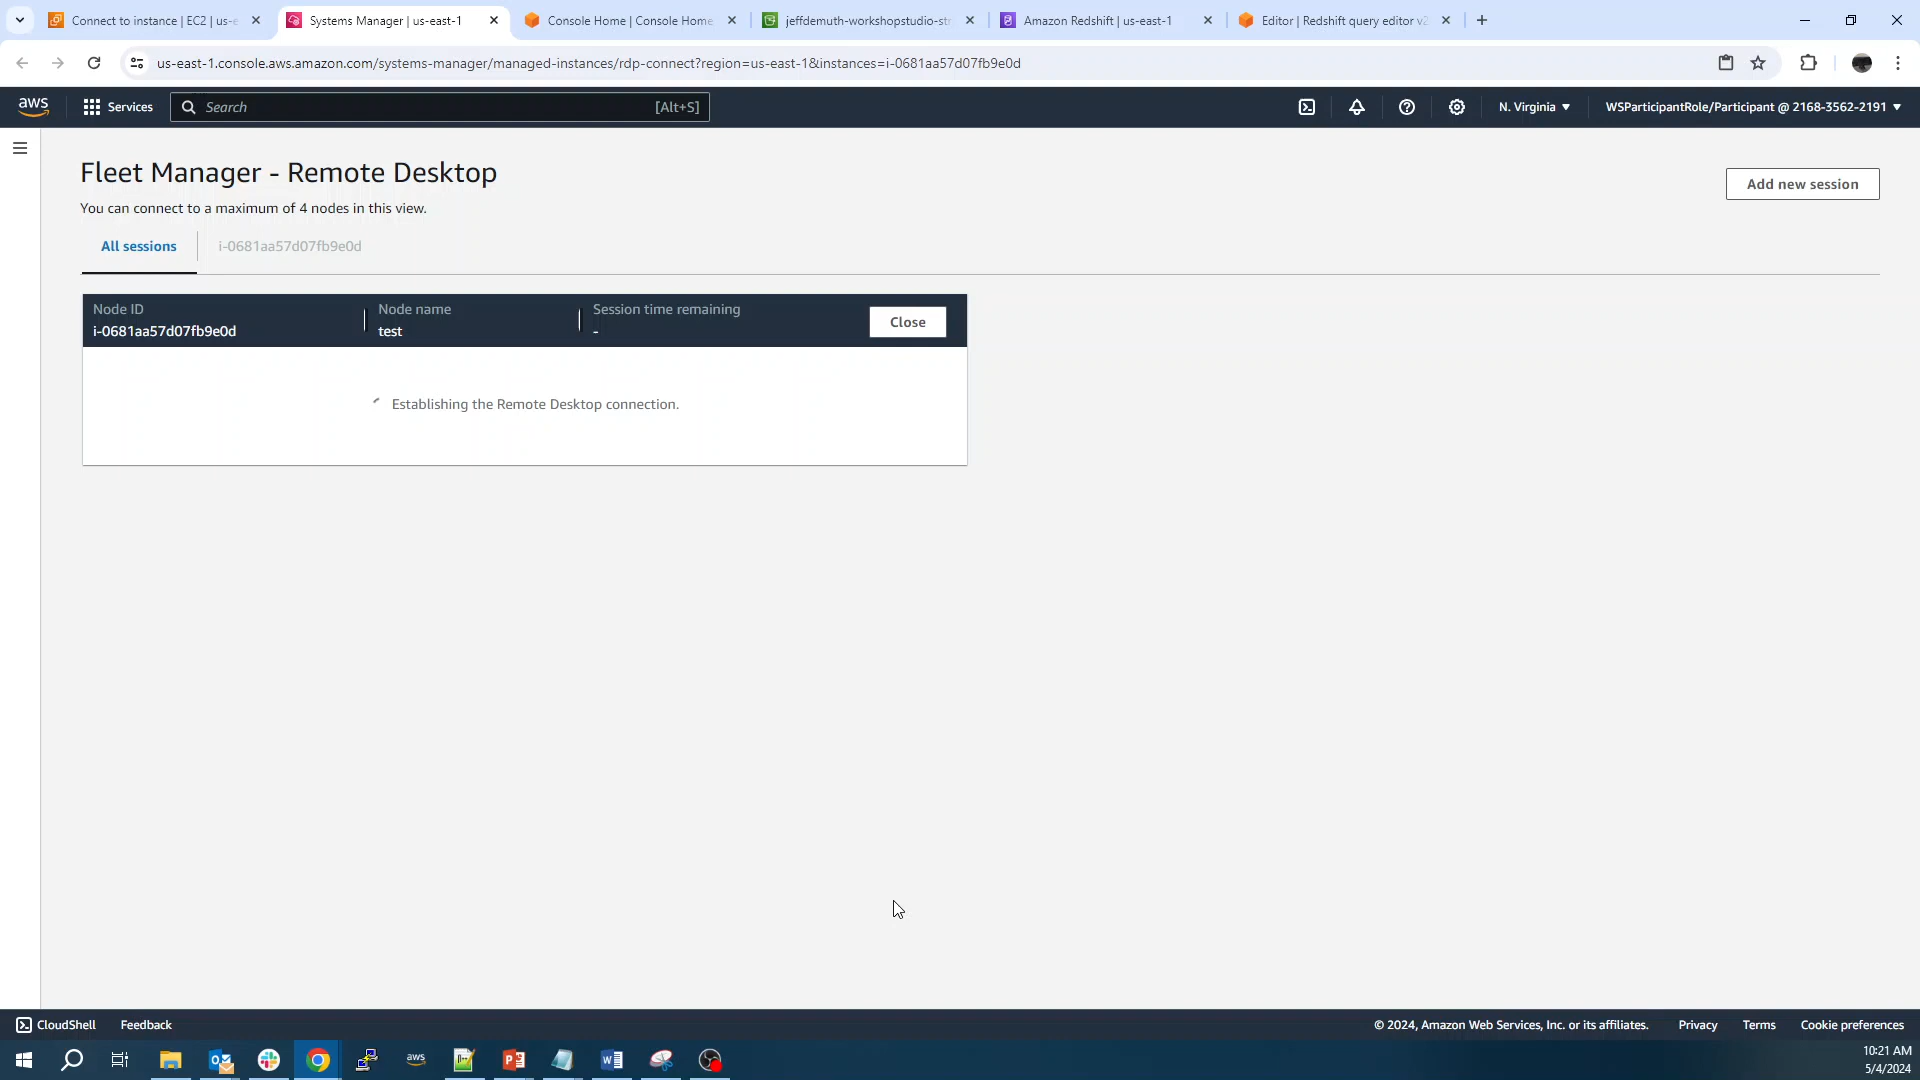 Connect to instance | EC2 | us-e
Systems Manager | us-east-1
Console Home | Console Home
jeffdemuth-workshopstudio-str
Amazon Redshift | us-east-1
Editor | Redshift query editor v2
us-east-1.console.aws.amazon.com/systems-manager/managed-instances/rdp-connect?region=us-east-1&instances=i-0681aa57d07fb9e0d
aws
Services
Search
[Alt+S]
N. Virginia
WSParticipantRole/Participant @ 2168-3562-2191
Fleet Manager - Remote Desktop
Add new session
You can connect to a maximum of 4 nodes in this view.
All sessions
i-0681aa57d07fb9e0d
Node ID
i-0681aa57d07fb9e0d
Node name
test
Session time remaining
-
Close
Establishing the Remote Desktop connection.
CloudShell
Feedback
© 2024, Amazon Web Services, Inc. or its affiliates.
Privacy
Terms
Cookie preferences
aws
10:21 AM
5/4/2024